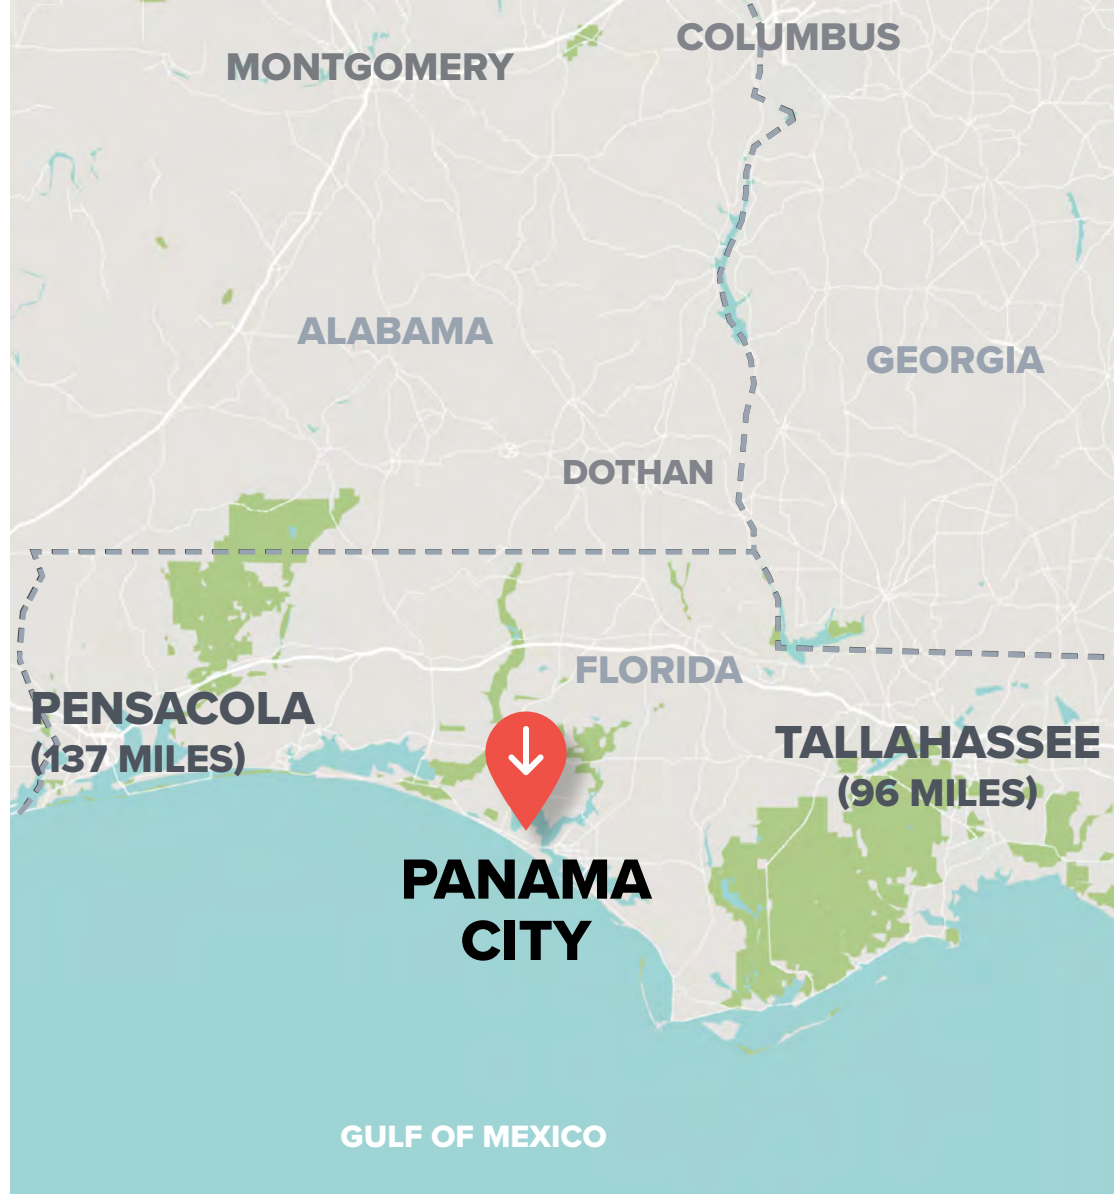 COLUMBUS
MONTGOMERY
ALABAMA
GEORGIA
DOTHAN
FLORIDA
PENSACOLA
(137 MILES)
TALLAHASSEE
(96 MILES)
PANAMA
CITY
GULF OF MEXICO